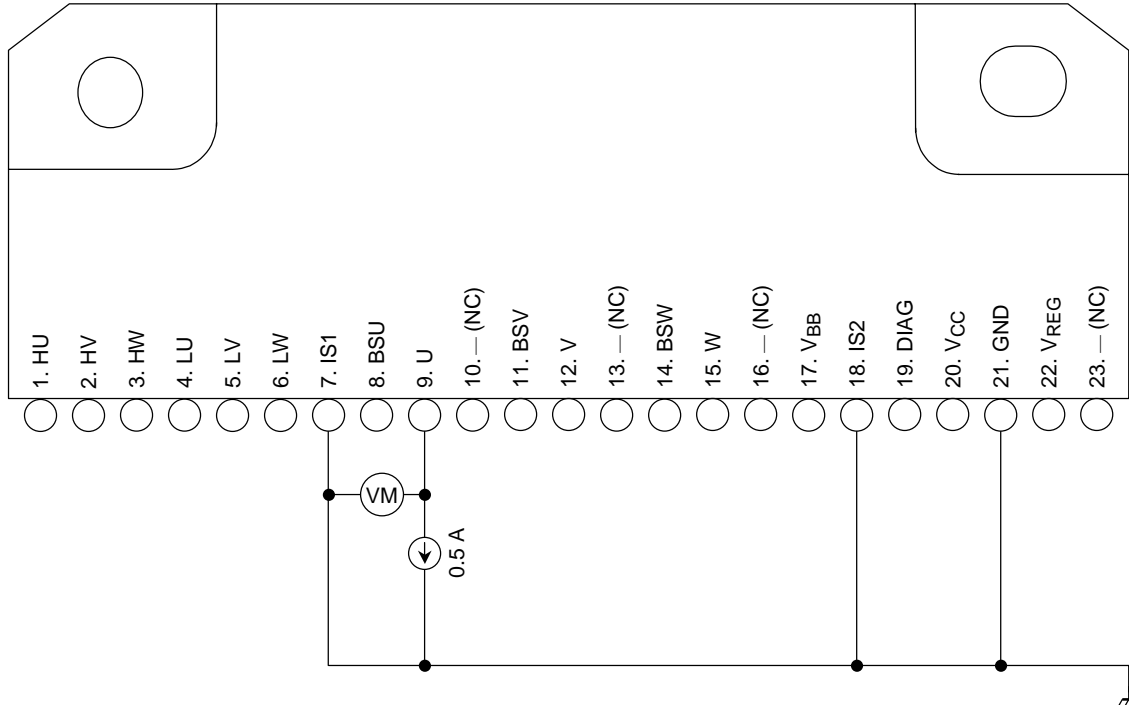 1. HU
2. HV
3. HW
4. LU
5. LV
6. LW
7. IS1
8. BSU
9. U
10.— (NC)
11. BSV
12. V
13. — (NC)
14. BSW
15. W
16. — (NC)
17. VBB
18. IS2
19. DIAG
20. VCC
21. GND
22. VREG
23. — (NC)
VM
0.5 A